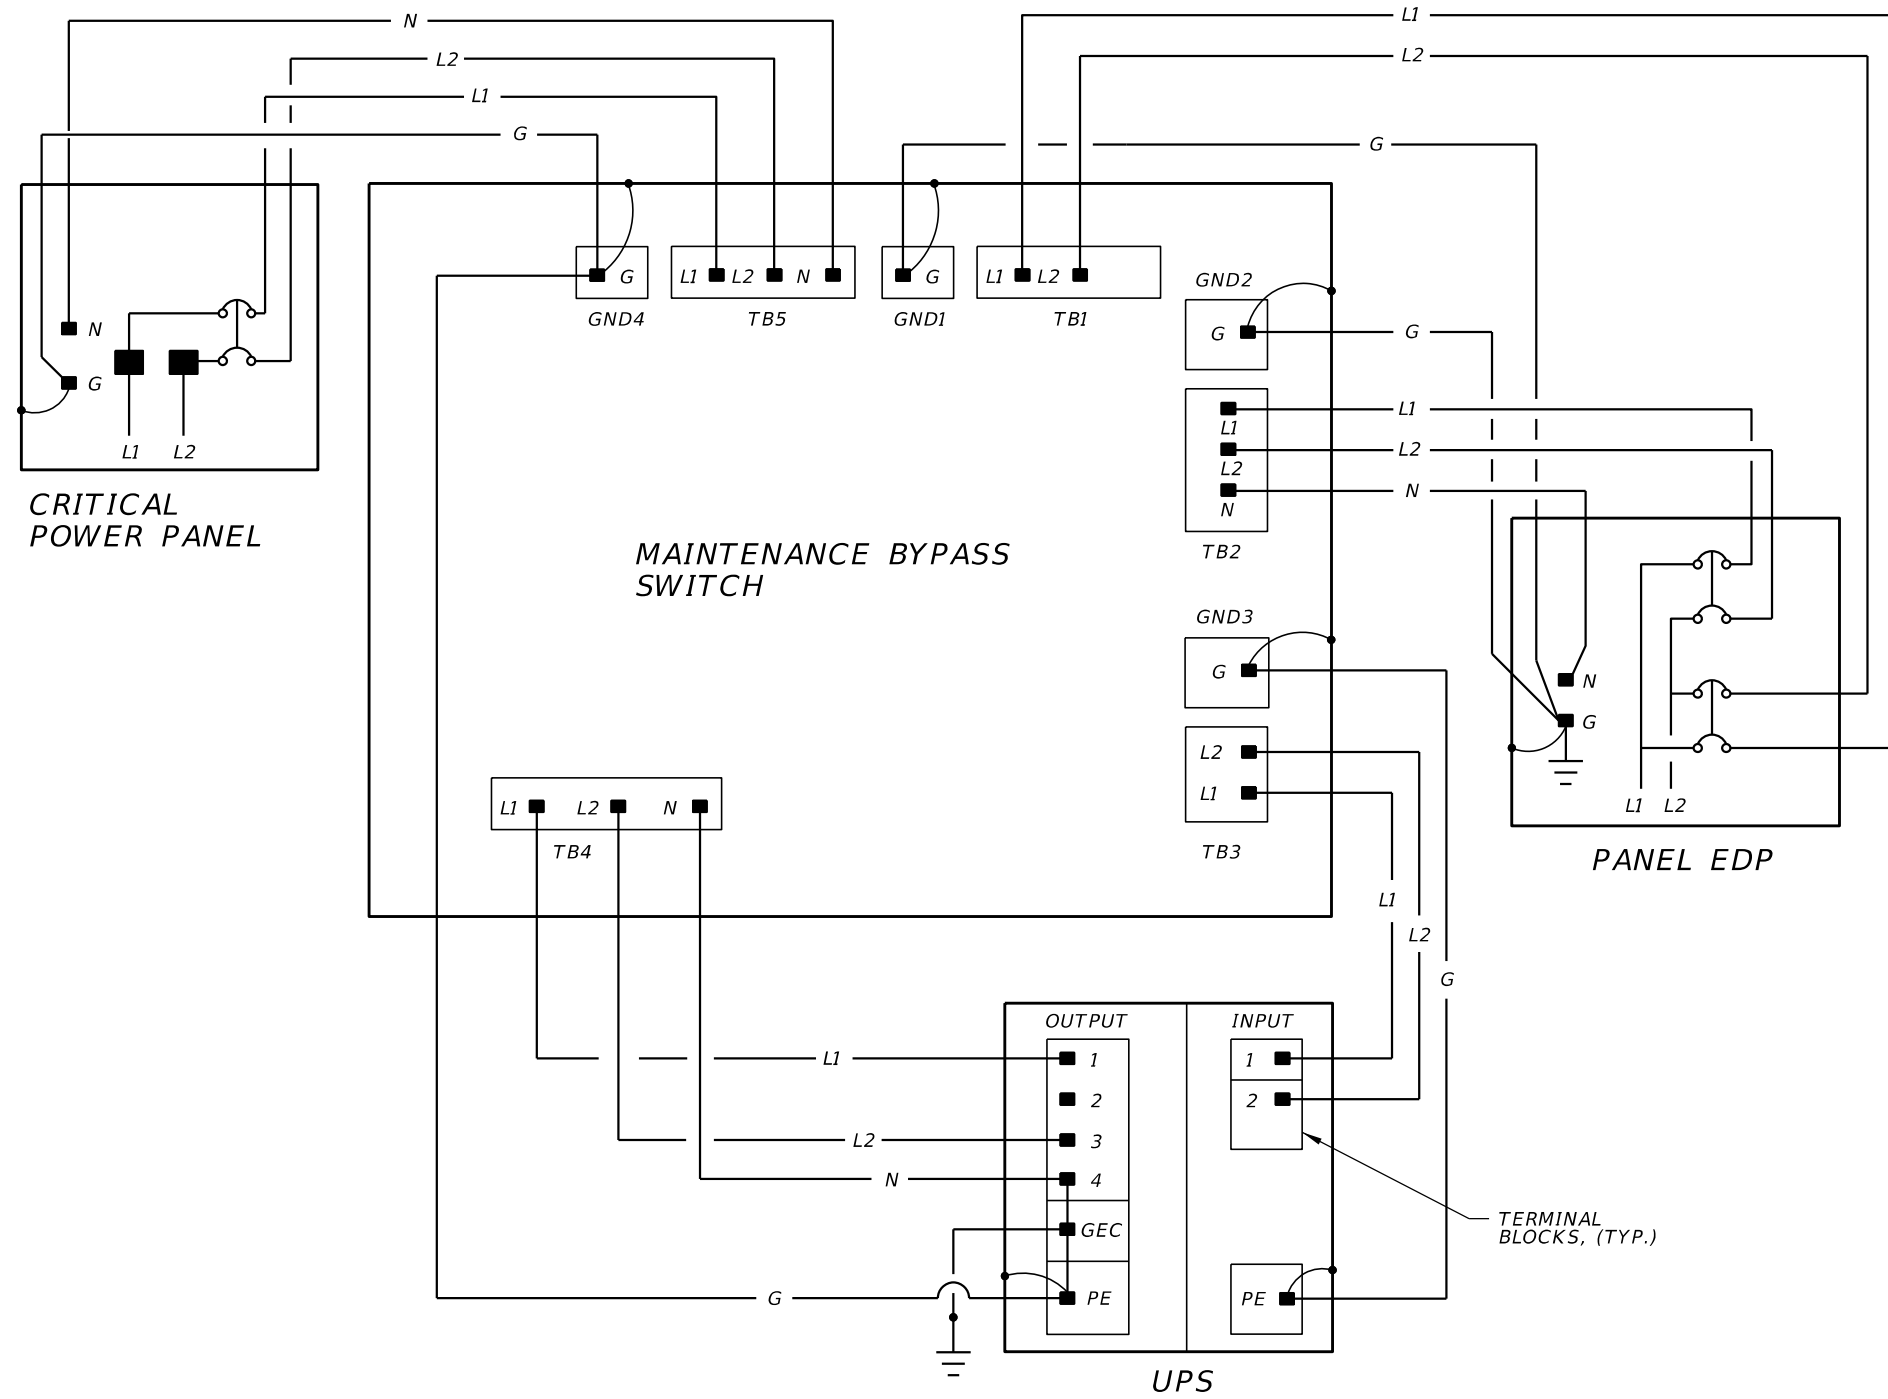 N
L1
L2
L2
L1
G
G
G
G
L1 L2 N
G
L1 L2
GND4
TB5
GND1
TB1
GND2
G
G
N
G
L1 L2
CRITICAL
POWER PANEL
L1
L1
L2
L2
N
N
TB2
MAINTENANCE BYPASS
SWITCH
GND3
G
N
G
L2
L1
TB3
L1 L2
PANEL EDP
L1 L2 N
TB4
L1
L2
G
UPS
OUTPUT
INPUT
L1
1
1
2
2
L2
3
N
4
GEC
TERMINAL
BLOCKS, (TYP.)
G
PE
PE